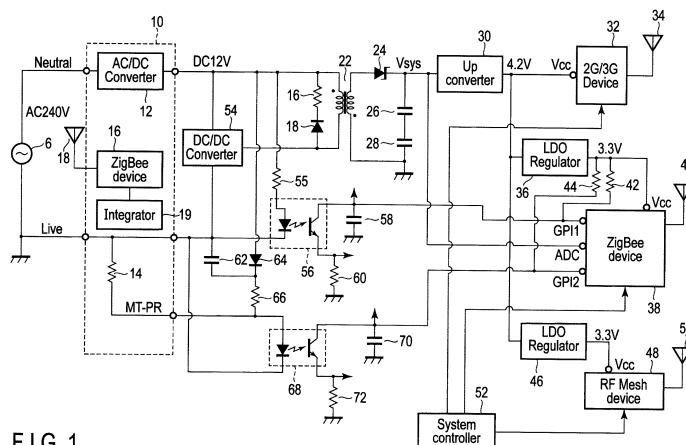 10
Neutral
AC/DC
Converter
12
DC12V
AC240V
6
18
16
ZigBee
device
Integrator
19
Live
14
MT-PR
54
DC/DC
Converter
16
18
22
24
Vsys
26
28
30
Up
converter
4.2V
Vcc
32
2G/3G
Device
34
LDO
Regulator
36
3.3V
44
42
Vcc
GPI1
ADC
GPI2
ZigBee
device
38
55
56
58
60
62
64
66
68
70
72
LDO
Regulator
46
3.3V
Vcc
48
RF Mesh
device
52
System
controller
FIG. 1